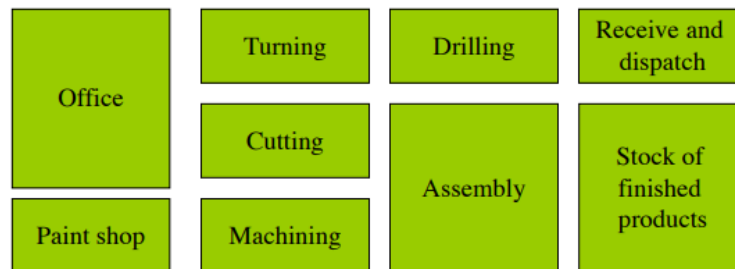 Office
Paint shop
Turning
Cutting
Machining
Drilling
Assembly
Receive and
dispatch
Stock of
finished
products